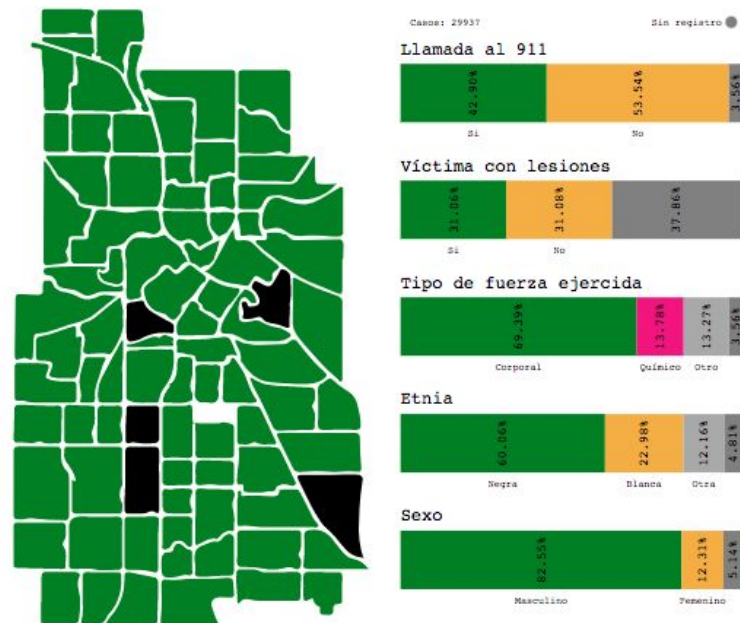 Casos: 29937 Sin registro
Llamada al 911
42.90% 53.54% 3.56%
Si No
Víctima con lesiones
31.06% 31.08% 37.86%
Si No
Tipo de fuerza ejercida
69.39% 13.78% 13.27% 3.56%
Corporal Químico Otro
Etnia
60.06% 22.98% 12.16% 4.81%
Negra Blanca Otra
Sexo
82.55% 12.31% 5.14%
Masculino Femenino